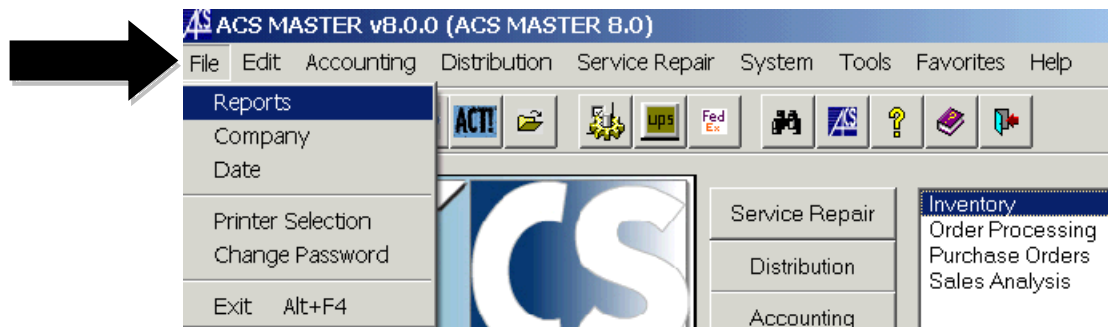 ACS MASTER v8.0.0 (ACS MASTER 8.0)
File Edit Accounting Distribution Service Repair System Tools Favorites Help
Reports
Company
Date
Printer Selection
Change Password
Exit Alt+F4
ACT! ups Fed Ex ACS ?
CS
Service Repair
Distribution
Accounting
Inventory
Order Processing
Purchase Orders
Sales Analysis